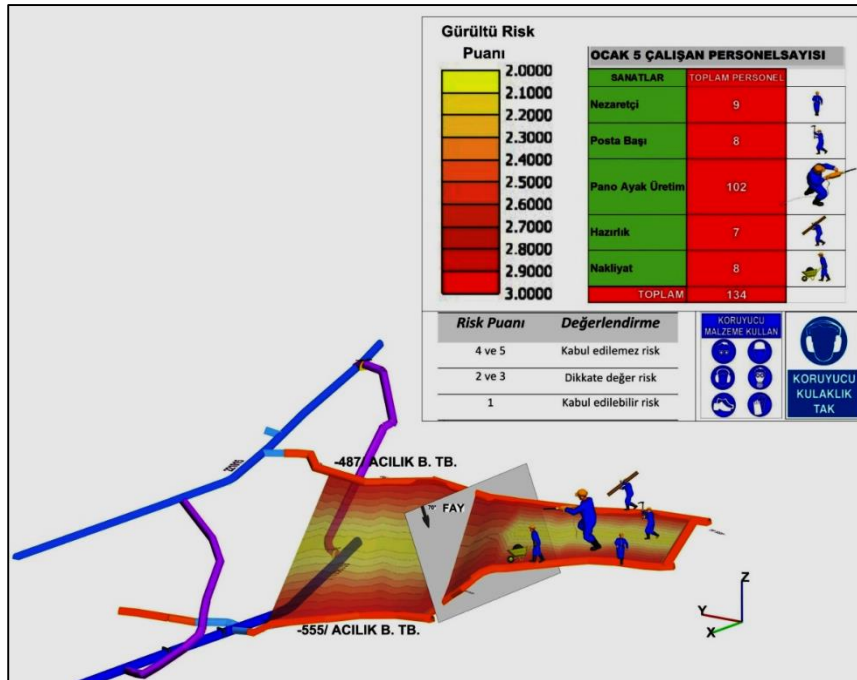 Gürültü Risk
Puanı
2.0000
2.1000
2.2000
2.3000
2.4000
2.5000
2.6000
2.7000
2.8000
2.9000
3.0000
OCAK 5 ÇALIŞAN PERSONELSAYISI
SANATLAR TOPLAM PERSONEL
Nezaretçi 9
Posta Başı 8
Pano Ayak Üretim 102
Hazırlık 7
Nakliyat 8
TOPLAM 134
Risk Puanı Değerlendirme
4 ve 5 Kabul edilemez risk
2 ve 3 Dikkate değer risk
1 Kabul edilebilir risk
KORUYUCU
MALZEME KULLAN
KORUYUCU
KULAKLIK
TAK
-487/ ACILIK B. TB.
70° FAY
-555/ ACILIK B. TB.
Z
Y
X